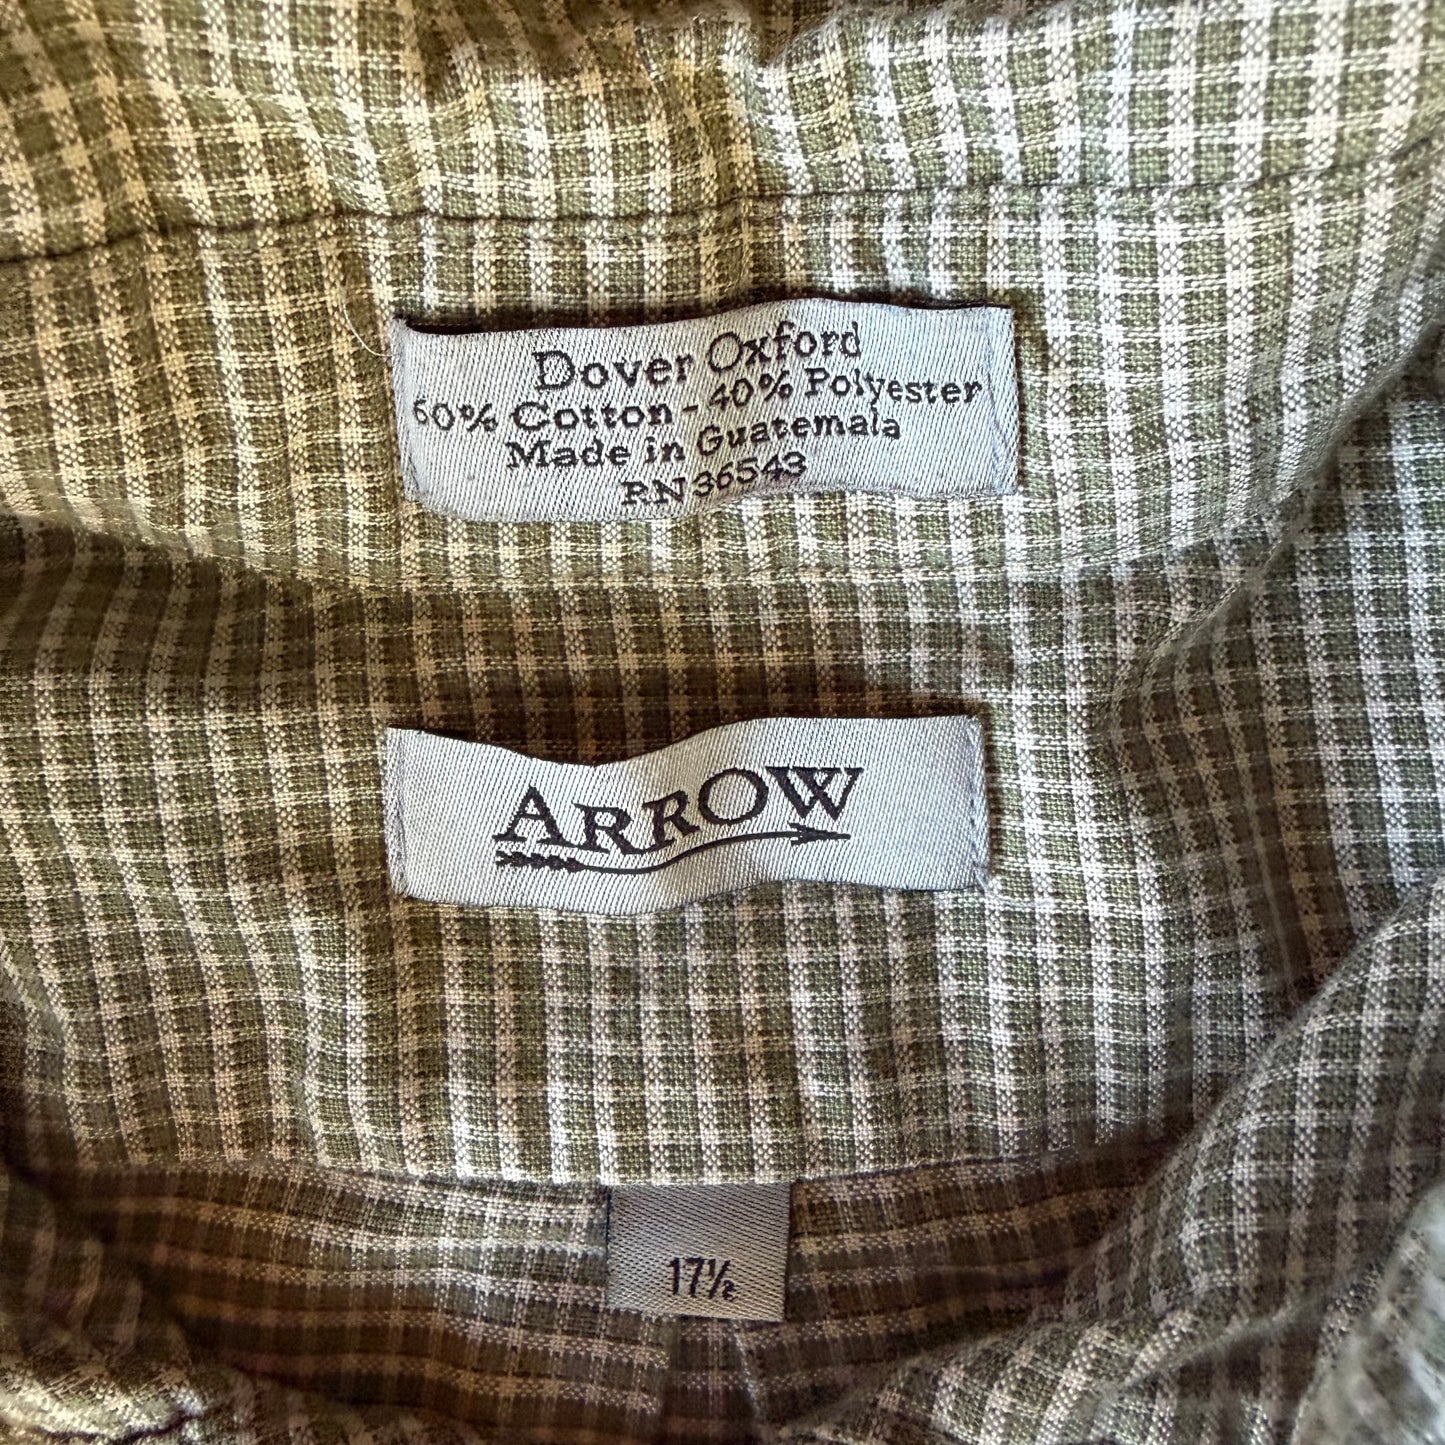 Dover Oxford
60% Cotton - 40% Polyester
Made in Guatemala
RN 36543
ARROW
17½